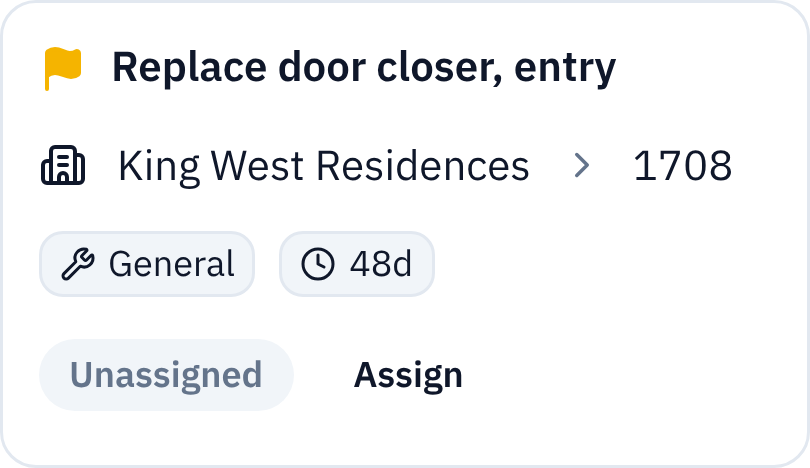 Replace door closer, entry
King West Residences > 1708
General 48d
Unassigned Assign